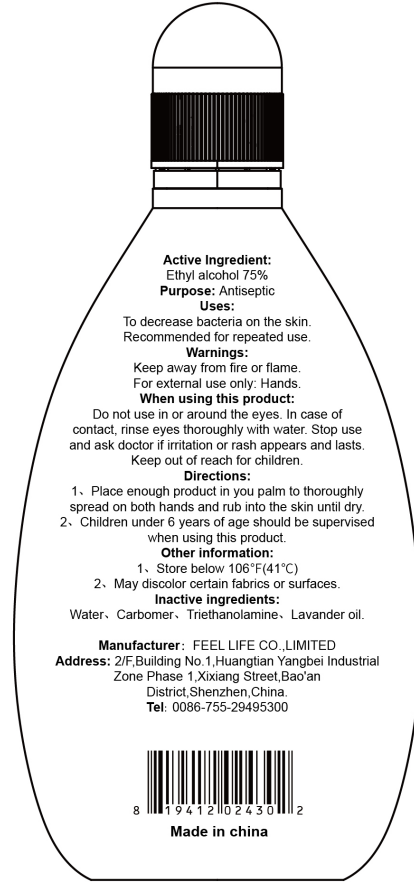 Active Ingredient:
Ethyl alcohol 75%
Purpose: Antiseptic
Uses:
To decrease bacteria on the skin.
Recommended for repeated use.
Warnings:
Keep away from fire or flame.
For external use only: Hands.
When using this product:
Do not use in or around the eyes. In case of
contact, rinse eyes thoroughly with water. Stop use
and ask doctor if irritation or rash appears and lasts.
Keep out of reach for children.
Directions:
1、Place enough product in you palm to thoroughly
spread on both hands and rub into the skin until dry.
2、Children under 6 years of age should be supervised
when using this product.
Other information:
1、Store below 106°F(41℃)
2、May discolor certain fabrics or surfaces.
Inactive ingredients:
Water、Carbomer、Triethanolamine、Lavander oil.
Manufacturer：FEEL LIFE CO.,LIMITED
Address: 2/F,Building No.1,Huangtian Yangbei Industrial
Zone Phase 1,Xixiang Street,Bao'an
District,Shenzhen,China.
Tel: 0086-755-29495300
8 19412 02430 2
Made in china